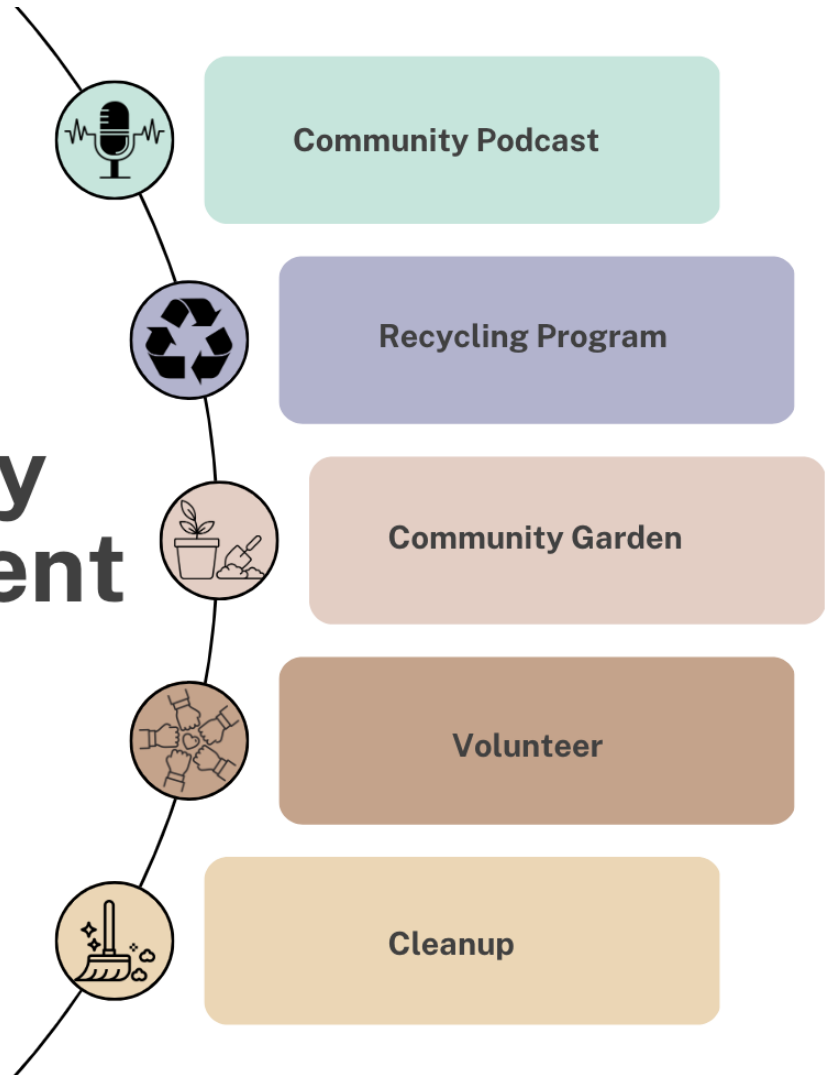 Community Podcast
Recycling Program
y
ent
Community Garden
Volunteer
Cleanup